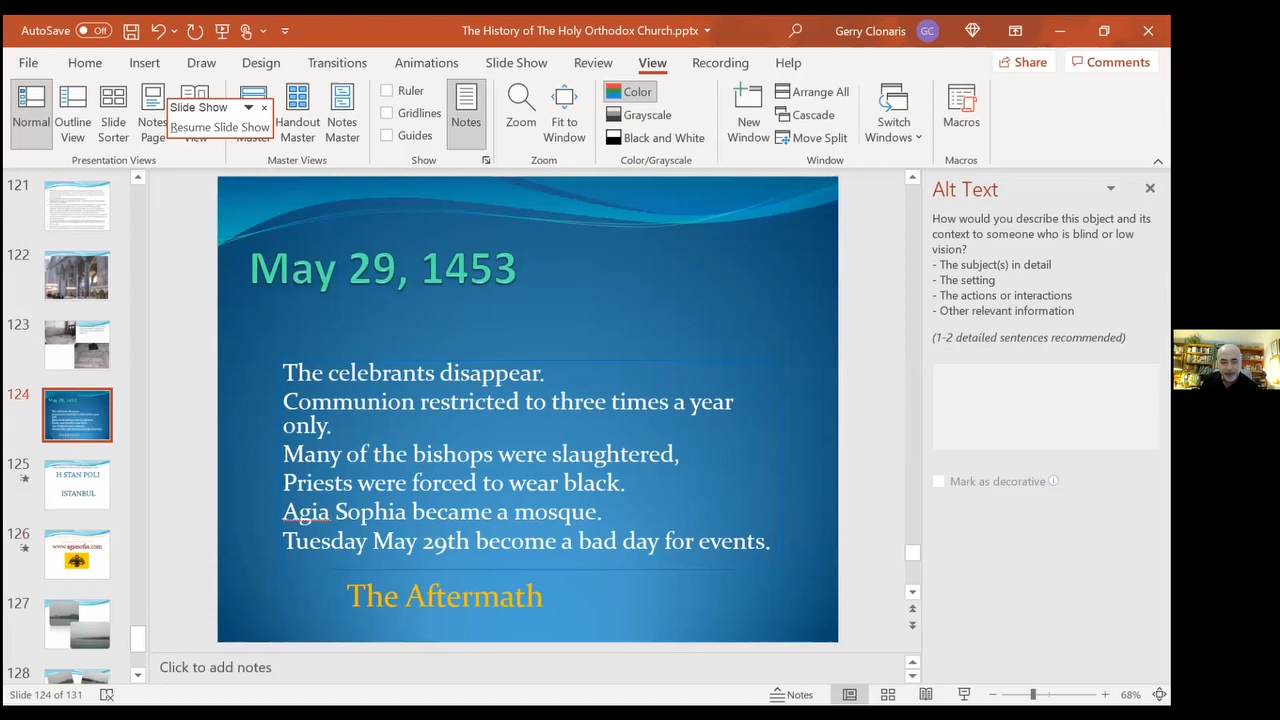 AutoSave Off
The History of The Holy Orthodox Church.pptx
Gerry Clonaris GC
File Home Insert Draw Design Transitions Animations Slide Show Review View Recording Help
Share Comments
Normal
Outline View
Slide Sorter
Notes Page
Slide Show
Resume Slide Show
Handout Master
Notes Master
Ruler
Gridlines
Guides
Notes
Zoom
Fit to Window
Color
Grayscale
Black and White
New Window
Arrange All
Cascade
Move Split
Switch Windows
Macros
Presentation Views
Master Views
Show
Zoom
Color/Grayscale
Window
Macros
121
122
123
124
125
H STAN POLI
ISTANBUL
126
www.agiasofia.com
127
128
May 29, 1453
The celebrants disappear.
Communion restricted to three times a year
only.
Many of the bishops were slaughtered,
Priests were forced to wear black.
Agia Sophia became a mosque.
Tuesday May 29th become a bad day for events.
The Aftermath
Click to add notes
Alt Text
How would you describe this object and its
context to someone who is blind or low
vision?
- The subject(s) in detail
- The setting
- The actions or interactions
- Other relevant information
(1-2 detailed sentences recommended)
Mark as decorative
Slide 124 of 131
Notes
68%